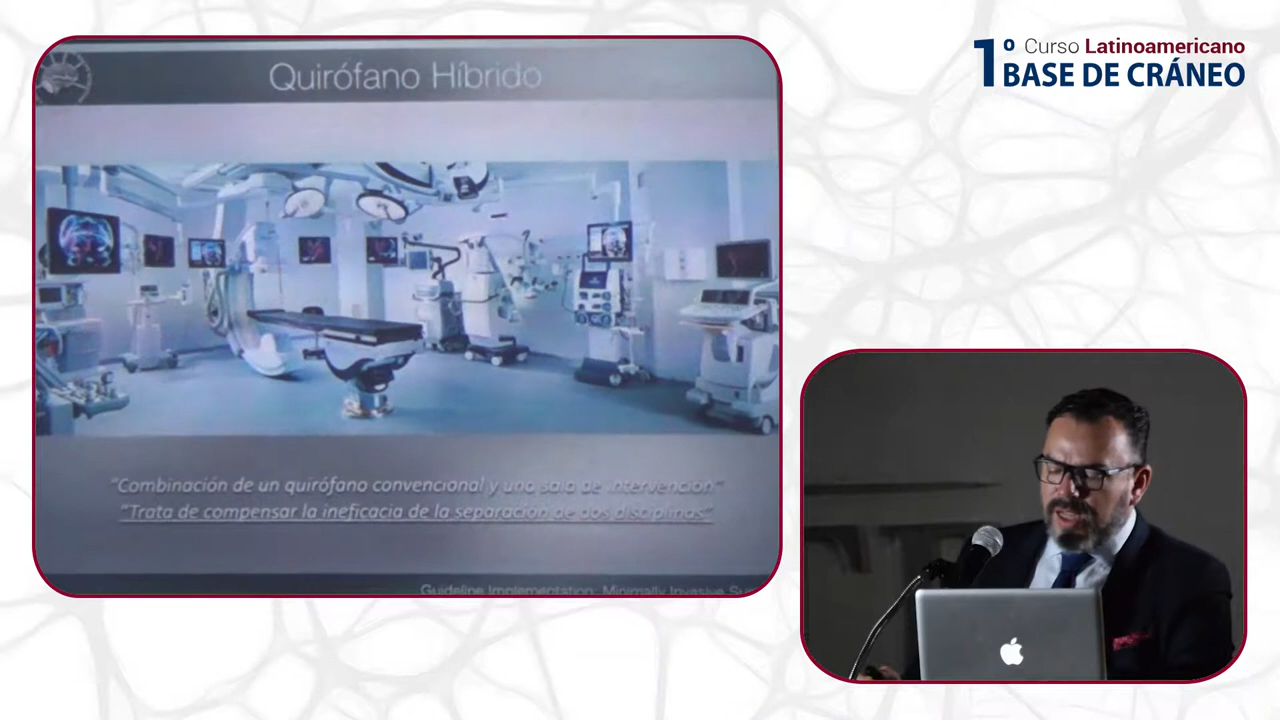 Quirófano Híbrido
"Combinación de un quirófano convencional y una sala de intervención"
"Trata de compensar la ineficacia de la separación de dos disciplinas"
Guideline Implementation: Minimally Invasive
1º Curso Latinoamericano
BASE DE CRÁNEO